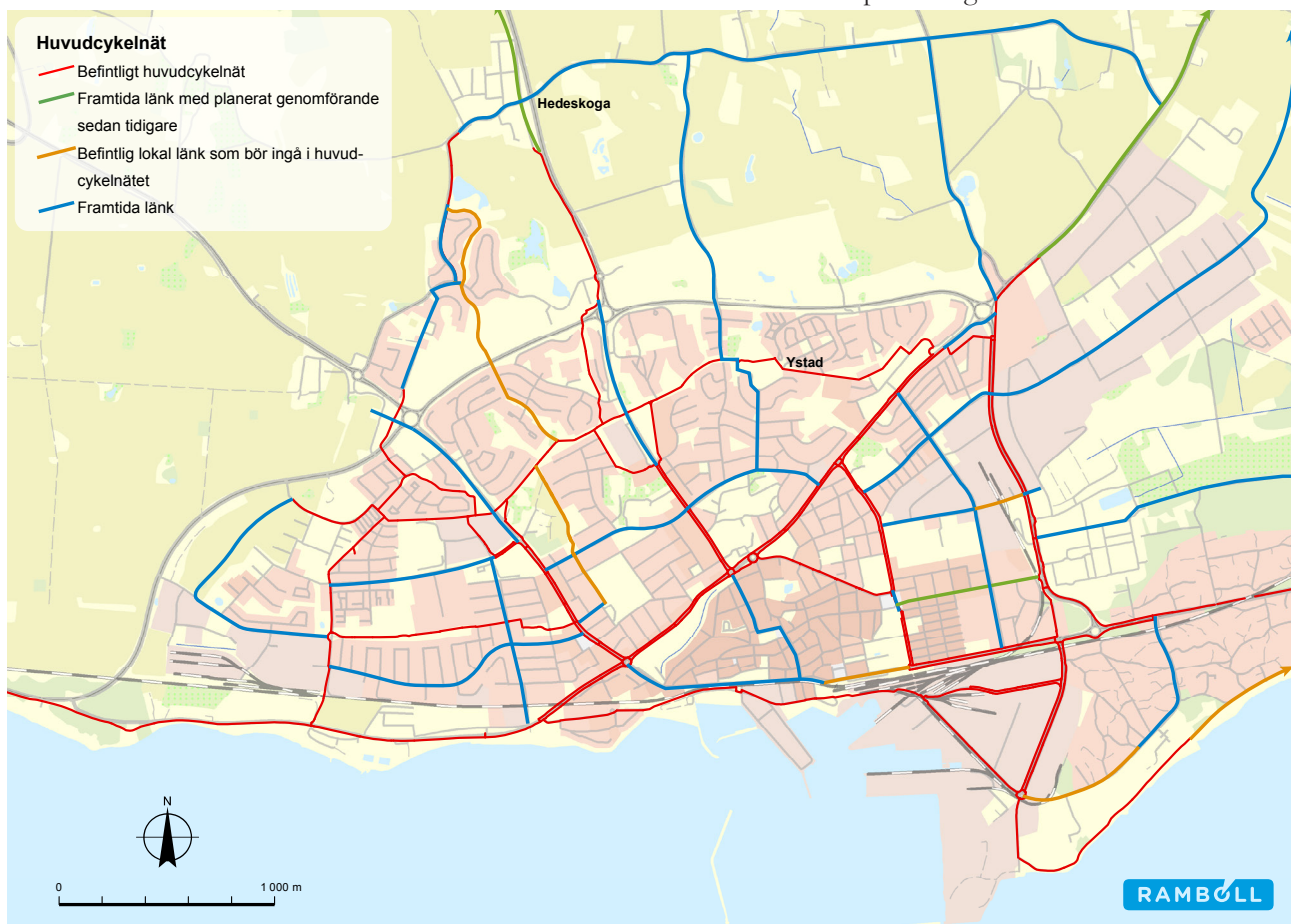 Huvudcykelnät
Befintligt huvudcykelnät
Framtida länk med planerat genomförande
sedan tidigare
Befintlig lokal länk som bör ingå i huvud-
cykelnätet
Framtida länk
Hedeskoga
Ystad
N
0 1 000 m
RAMBOLL